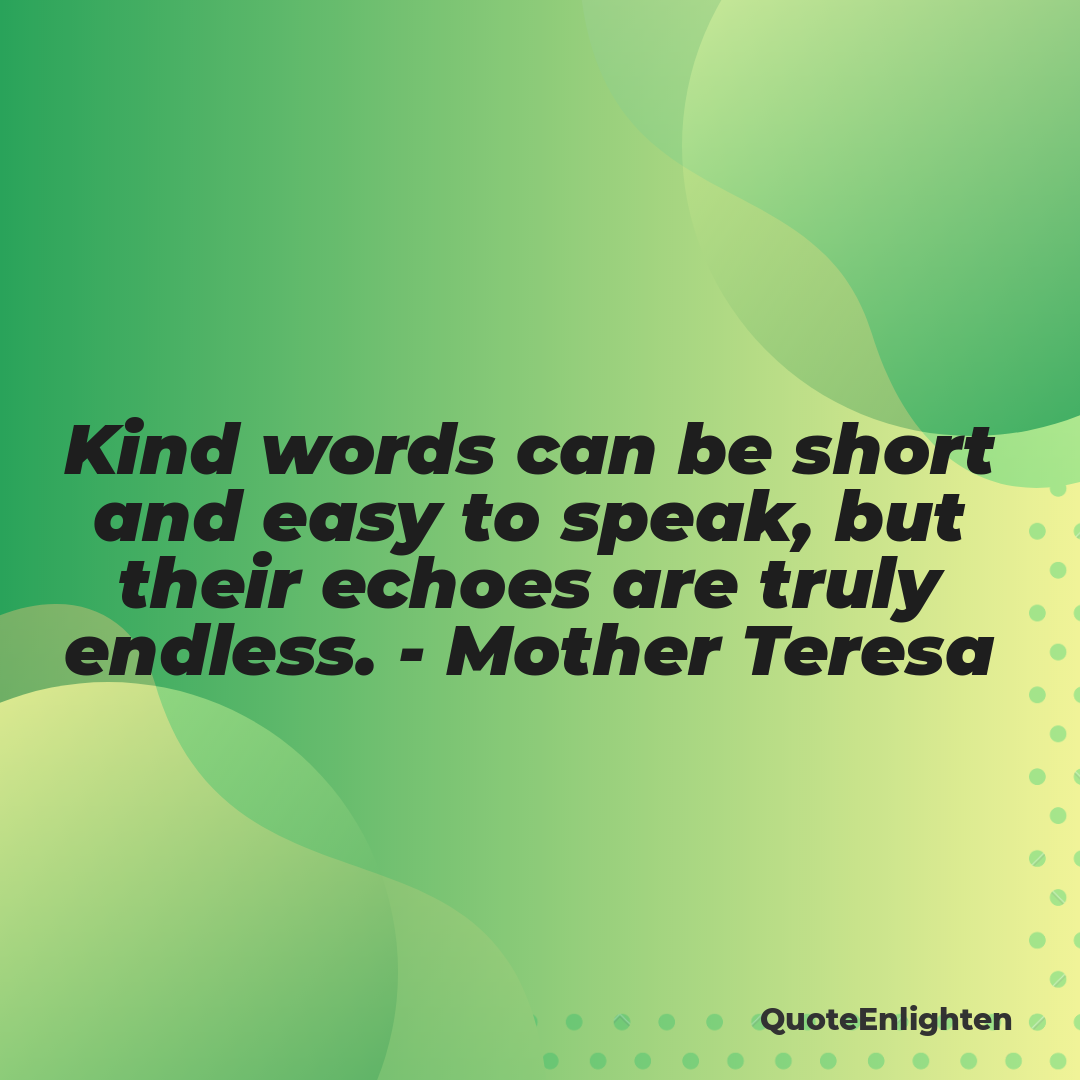 Kind words can be short
and easy to speak, but
their echoes are truly
endless. - Mother Teresa
QuoteEnlighten